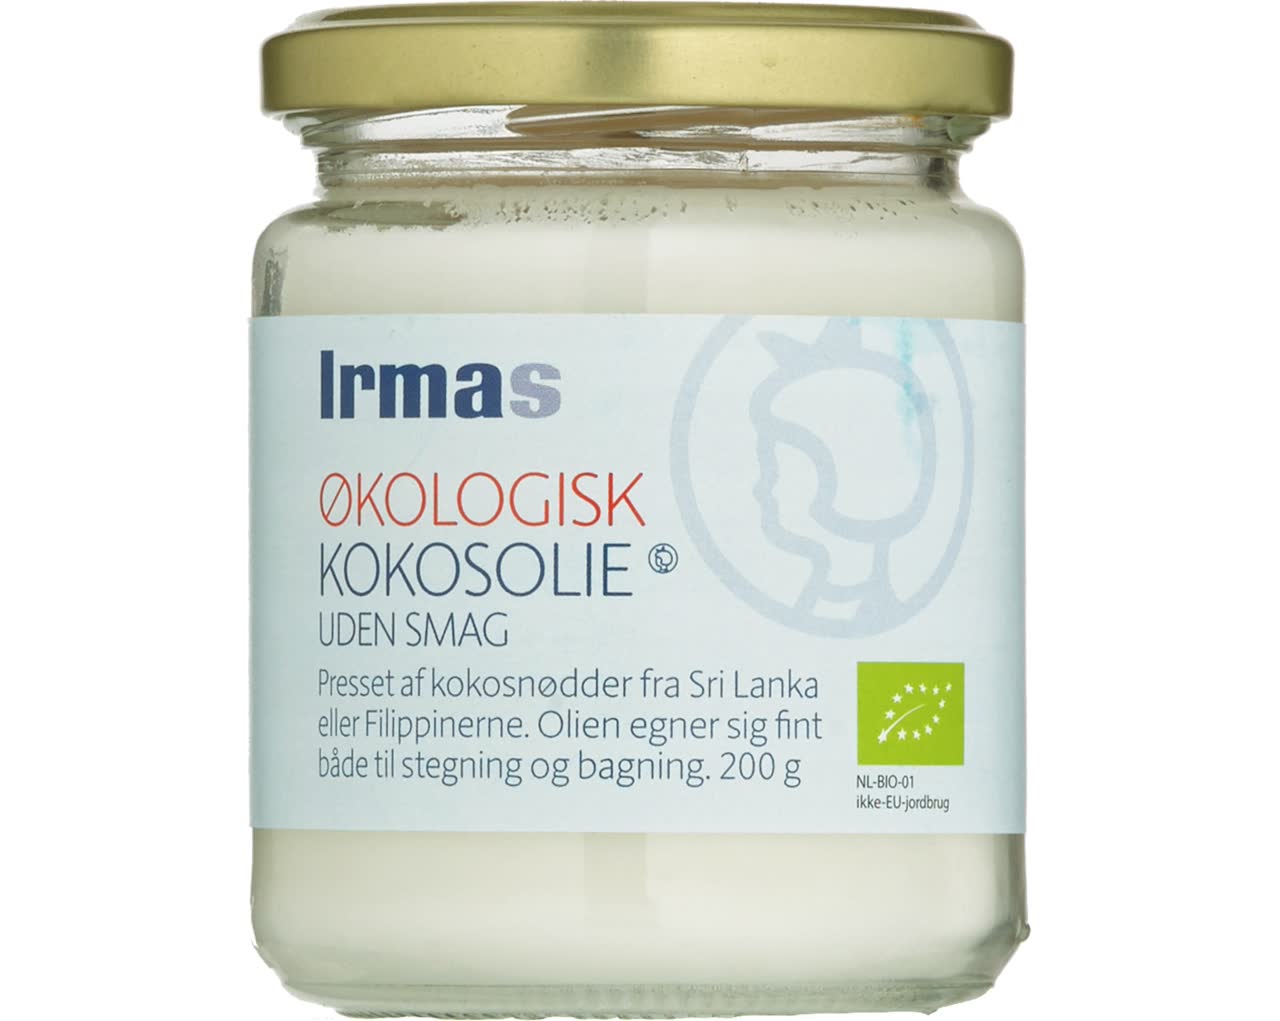 Irmas
ØKOLOGISK
KOKOSOLIE
UDEN SMAG
Presset af kokosnødder fra Sri Lanka
eller Filippinerne. Olien egner sig fint
både til stegning og bagning. 200 g
NL-BIO-01
ikke-EU-jordbrug